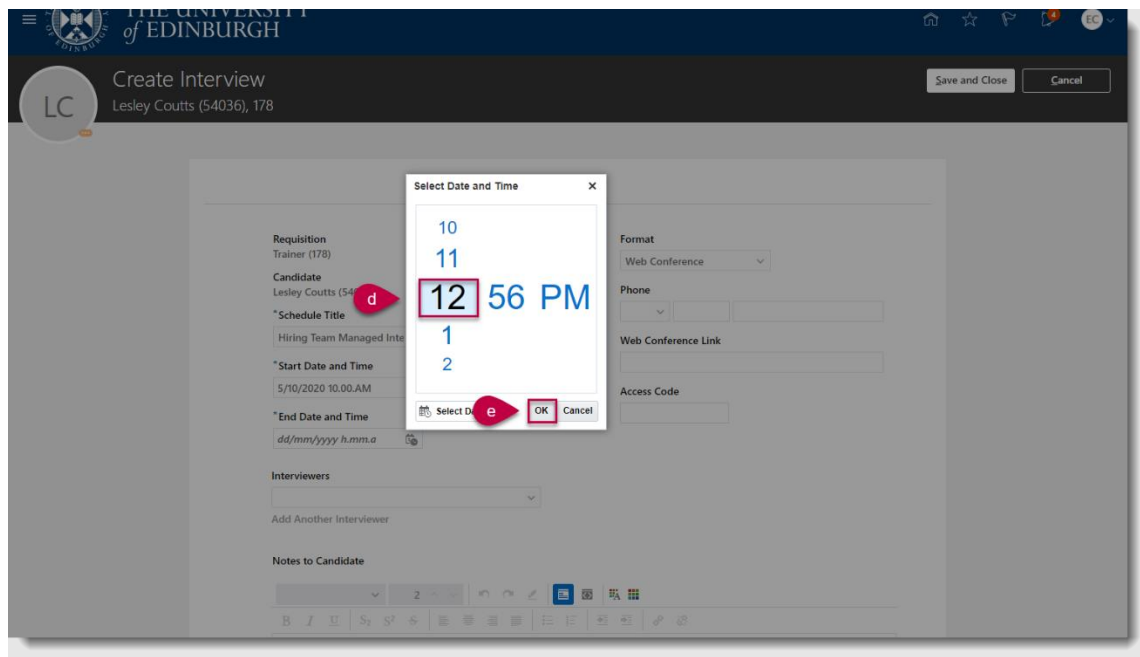 THE UNIVERSITY
of EDINBURGH
4
EC
Create Interview
Save and Close
Cancel
LC
Lesley Coutts (54036), 178
Select Date and Time
10
11
12 56 PM
1
2
d
Select
e
OK
Cancel
Requisition
Trainer (178)
Candidate
Lesley Coutts (54
*Schedule Title
Hiring Team Managed Inte
*Start Date and Time
5/10/2020 10.00.AM
*End Date and Time
dd/mm/yyyy h.mm.a
Format
Web Conference
Phone
Web Conference Link
Access Code
Interviewers
Add Another Interviewer
Notes to Candidate
2
B I U S₂ S² S